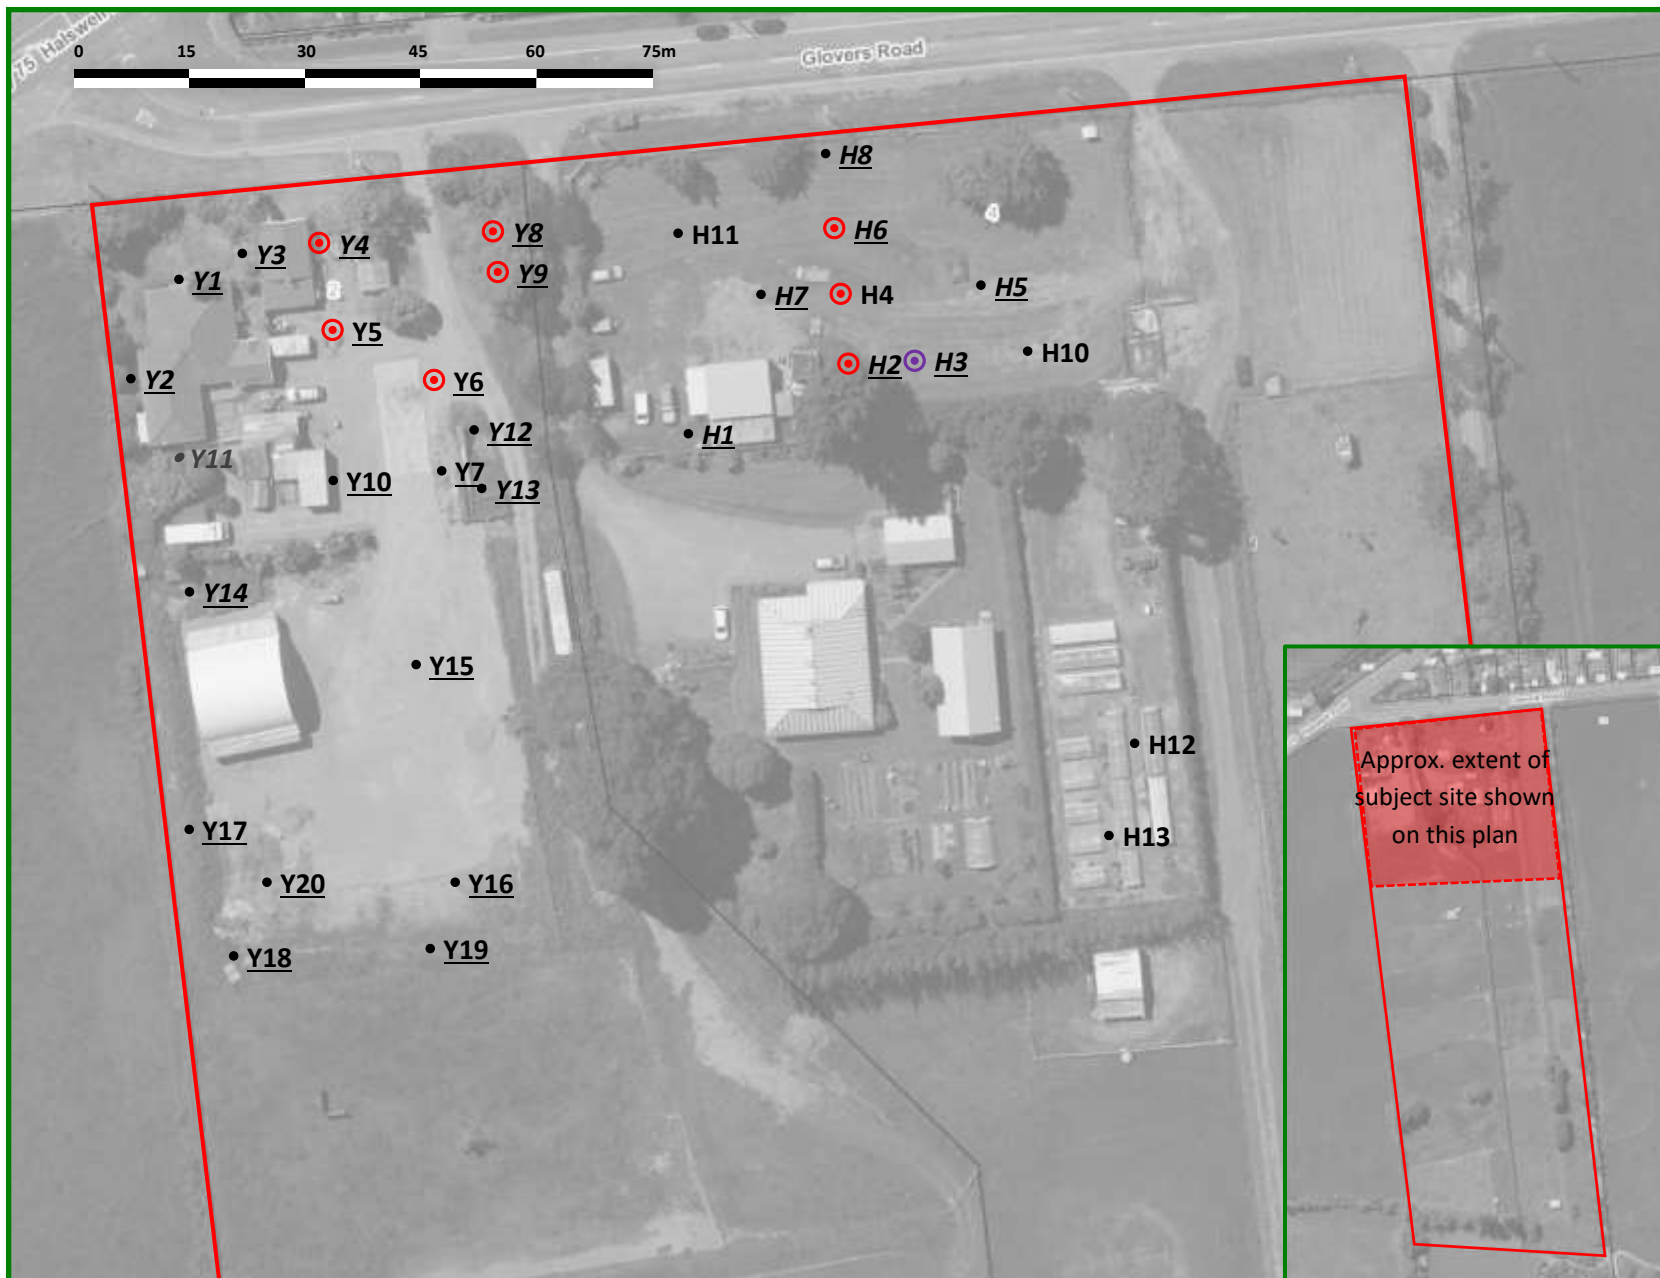 75 Halswell
Glovers Road
0 15 30 45 60 75m
H8
Y8
H6
H11
Y4
Y3
Y9
Y1
4
H7
H4
H5
2
Y5
H2
H3
H10
Y2
Y6
Y12
H1
Y11
Y7
Y10
Y13
Y14
Y15
H12
Y17
H13
Y20
Y16
Y18
Y19
Approx. extent of
subject site shown
on this plan